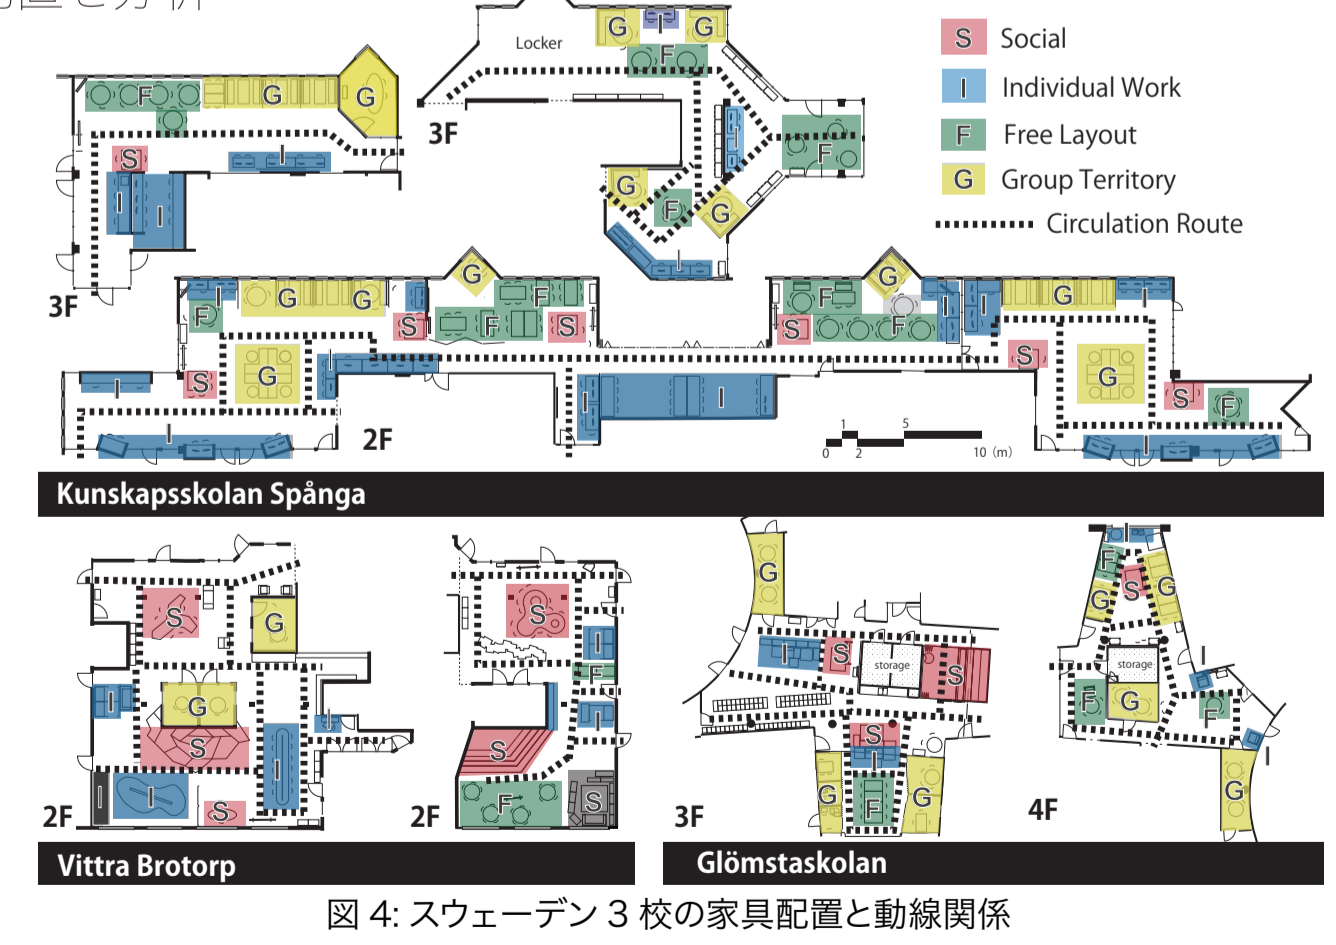 S Social
I Individual Work
F Free Layout
G Group Territory
Circulation Route
Locker
G I G
F
3F
I
F
G
F
G
I
F G G
S
I
I I
3F
I G G
F
I
S
G
F
F S
G
I
I
S
G
I
2F
I I
G
F
S F
I I
G
I
S
G
S F
I
0 1 2 5 10 (m)
Kunskapsskolan Spånga
S
G
I
G
S
I
I
I
S
2F
S
I
F
I
S
F
S
2F
Vittra Brotorp
G
I S
storage
S
S
I
G F G
3F
I
F
S
G
G
storage
F G
I
F
I
G
4F
Glömstaskolan
図 4: スウェーデン 3 校の家具配置と動線関係